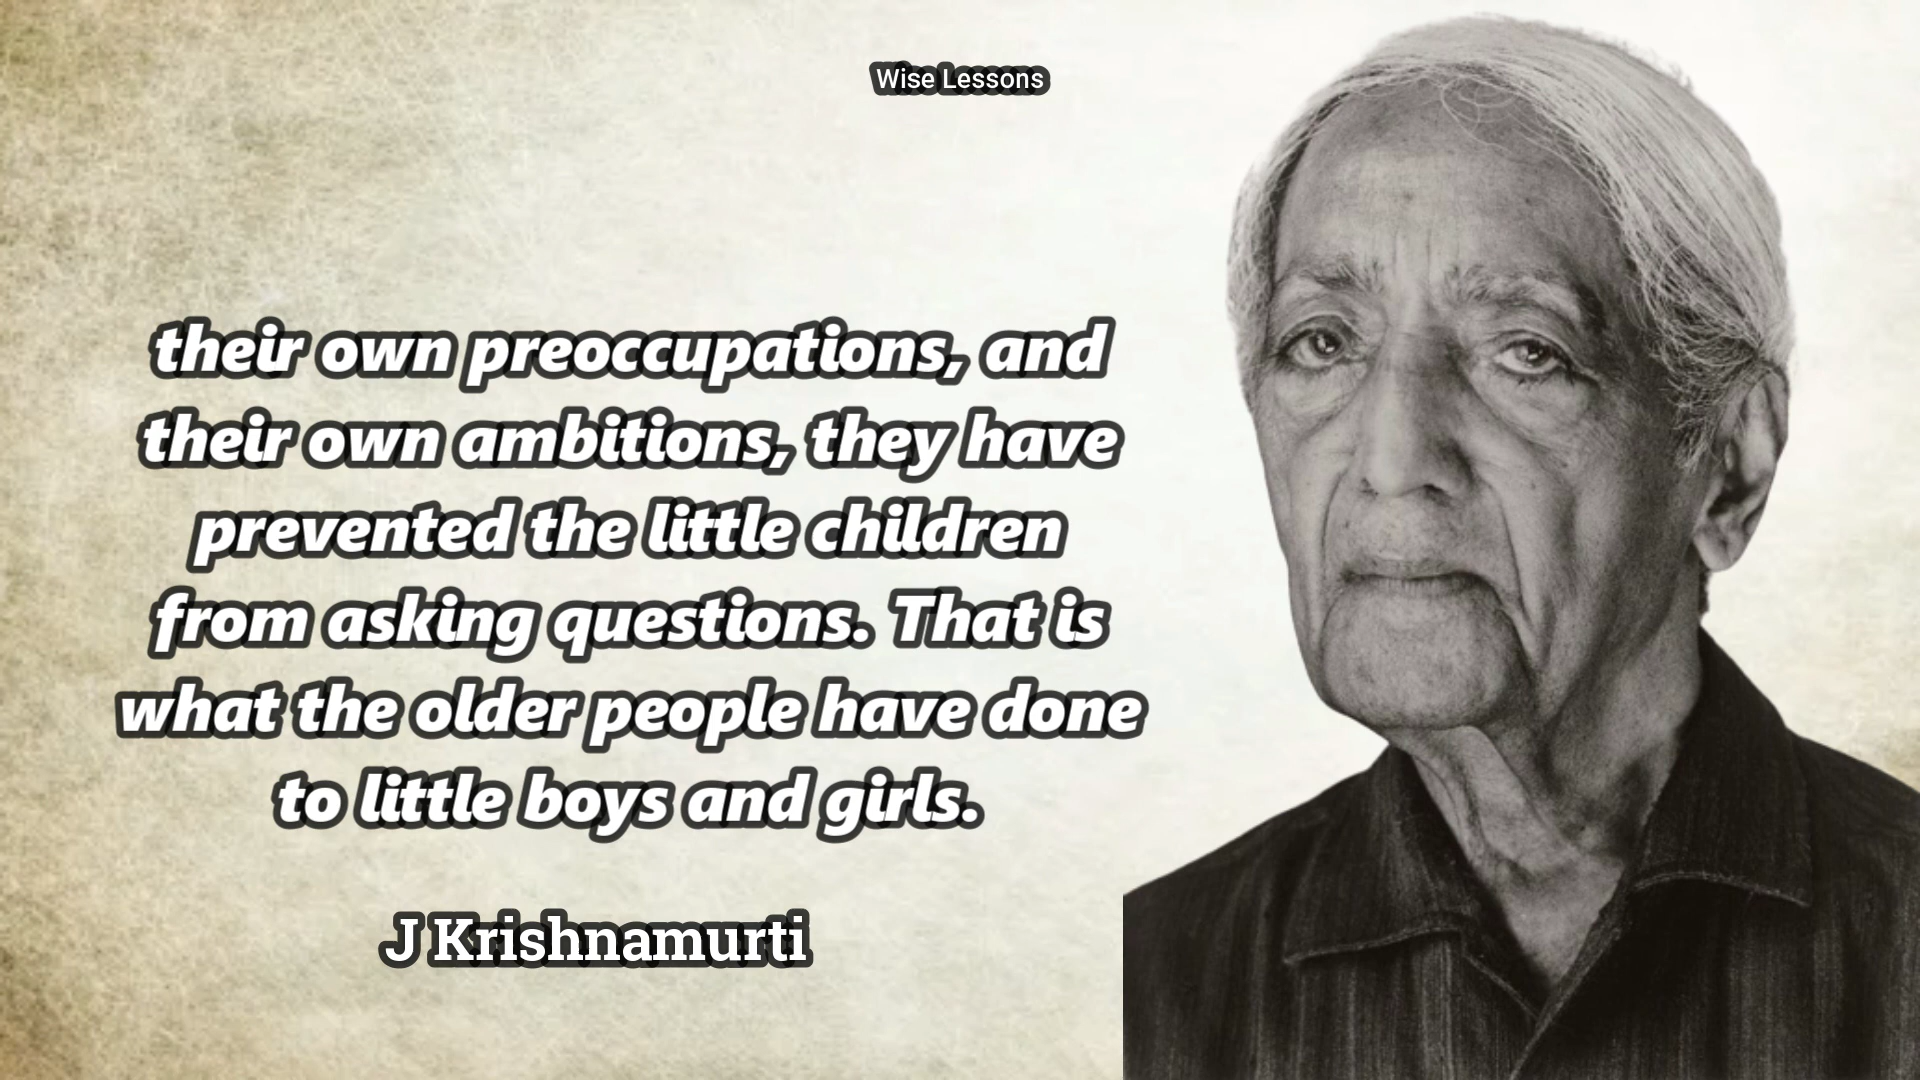 Wise Lessons
their own preoccupations, and
their own ambitions, they have
prevented the little children
from asking questions. That is
what the older people have done
to little boys and girls.
J Krishnamurti